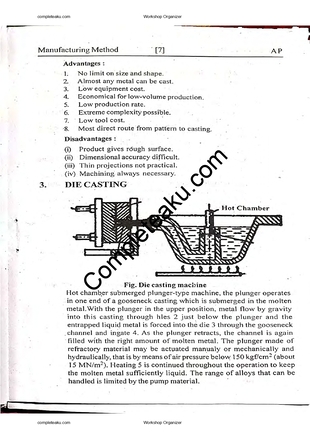 completeaku.com Workshop Organizer
Manufacturing Method [7] AP
Advantages :
1. No limit on size and shape.
2. Almost any metal can be cast.
3. Low equipment cost.
4. Economical for low-volume production.
5. Low production rate.
6. Extreme complexity possible.
7. Low tool cost.
8. Most direct route from pattern to casting.
Disadvantages :
(i) Product gives rough surface.
(ii) Dimensional accuracy difficult.
(iii) Thin projections not practical.
(iv) Machining always necessary.
3. DIE CASTING
Hot Chamber
Completeaku.com
Fig. Die casting machine
Hot chamber submerged plunger-type machine, the plunger operates
in one end of a gooseneck casting which is submerged in the molten
metal.With the plunger in the upper position, metal flow by gravity
into this casting through hles 2 just below the plunger and the
entrapped liquid metal is forced into the die 3 through the gooseneck
channel and ingate 4. As the plunger retracts, the channel is again
filled with the right amount of molten metal. The plunger made of
refractory material may be actuated manualy or mechanically and
hydraulically, that is by means of air pressure below 150 kgf/cm² (about
15 MN/m²). Heating 5 is continued throughout the operation to keep
the molten metal sufficiently liquid. The range of alloys that can be
handled is limited by the pump material.
completeaku.com Workshop Organizer